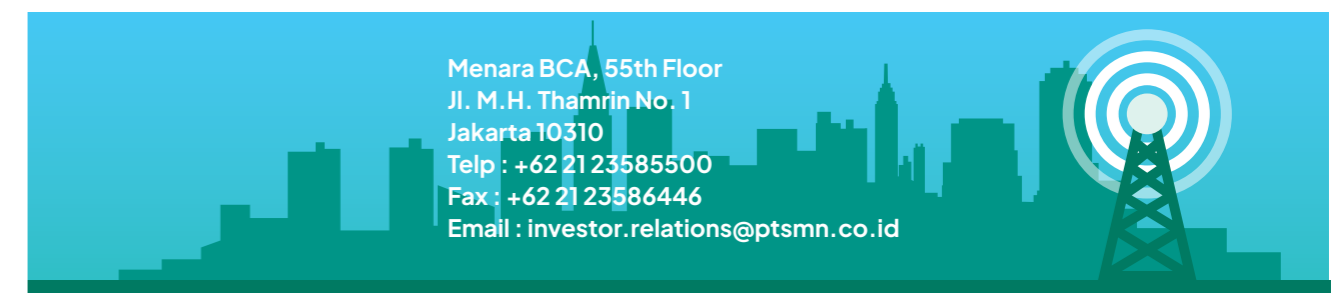 Menara BCA, 55th Floor
Jl. M.H. Thamrin No. 1
Jakarta 10310
Telp : +62 21 23585500
Fax : +62 21 23586446
Email : investor.relations@ptsmn.co.id